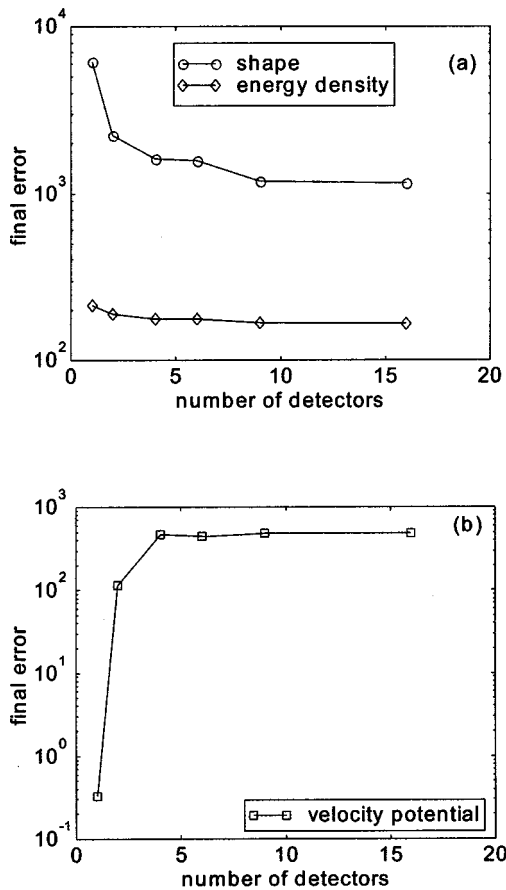 10^4
(a)
shape
energy density
final error
10^3
10^2
0
5
10
15
20
number of detectors
10^3
(b)
10^2
final error
10^1
10^0
velocity potential
10^-1
0
5
10
15
20
number of detectors